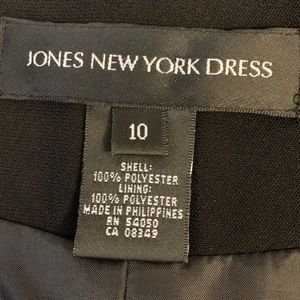 JONES NEW YORK DRESS
10
SHELL:
100% POLYESTER
LINING:
100% POLYESTER
MADE IN PHILIPPINES
RN 54050
CA 08349